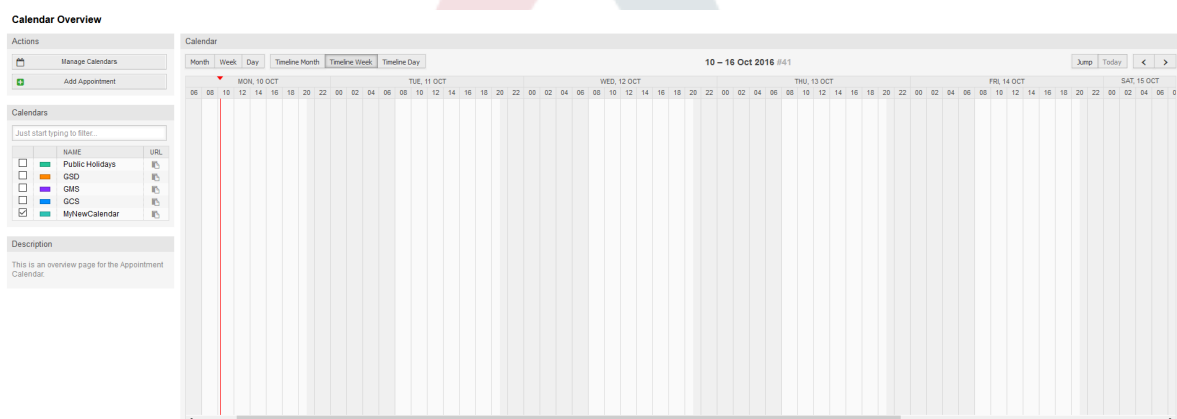 Calendar Overview
Actions
Manage Calendars
Add Appointment
Calendars
Just start typing to filter...
NAME URL
Public Holidays
GSD
GMS
GCS
MyNewCalendar
Description
This is an overview page for the Appointment
Calendar.
Calendar
Month Week Day Timeline Month Timeline Week Timeline Day 10 – 16 Oct 2016 #41 Jump Today < >
MON, 10 OCT TUE, 11 OCT WED, 12 OCT THU, 13 OCT FRI, 14 OCT SAT, 15 OCT
06 08 10 12 14 16 18 20 22 00 02 04 06 08 10 12 14 16 18 20 22 00 02 04 06 08 10 12 14 16 18 20 22 00 02 04 06 08 10 12 14 16 18 20 22 00 02 04 06 08 10 12 14 16 18 20 22 00 02 04 06